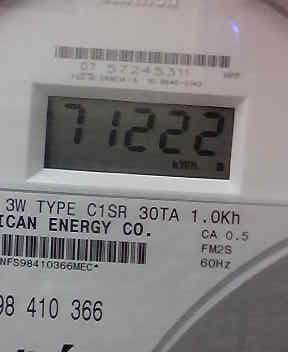 07 57245311
71222
kWh
3W TYPE C1SR 30TA 1.0Kh
ICAN ENERGY CO.
CA 0.5
FM2S
60Hz
NFS98410366MEC*
98 410 366